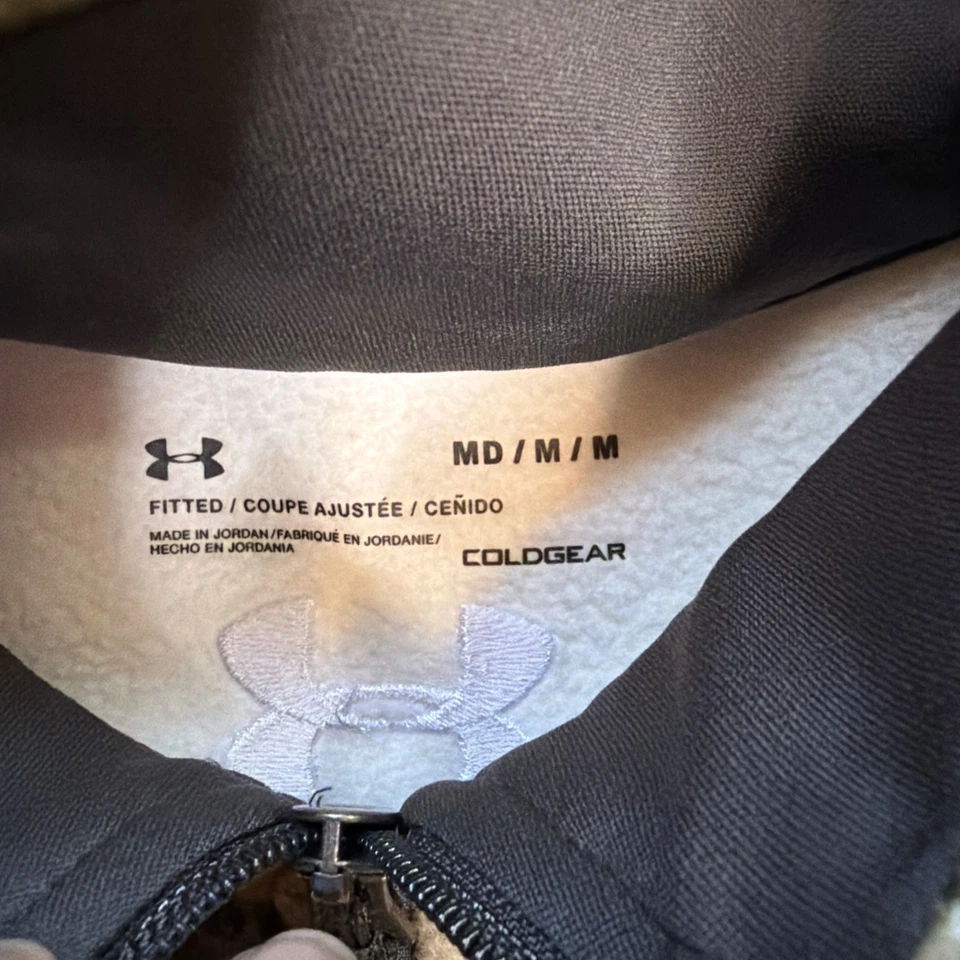 MD / M / M
FITTED / COUPE AJUSTÉE / CEÑIDO
MADE IN JORDAN/FABRIQUÉ EN JORDANIE/
HECHO EN JORDANIA
COLDGEAR